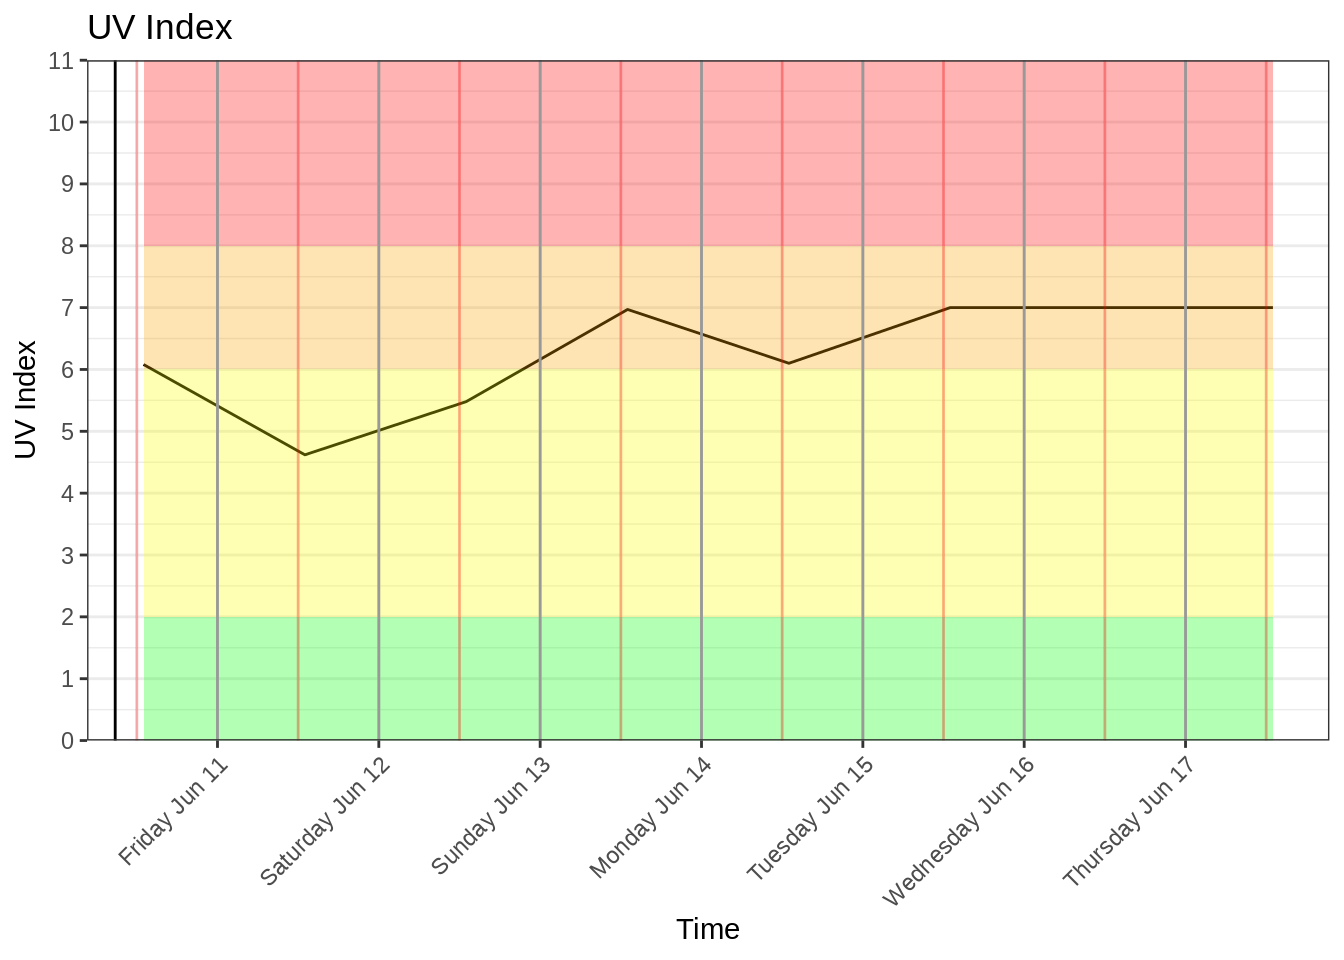 UV Index
11
10
9
8
7
6
5
4
3
2
1
0
UV Index
Friday Jun 11
Saturday Jun 12
Sunday Jun 13
Monday Jun 14
Tuesday Jun 15
Wednesday Jun 16
Thursday Jun 17
Time